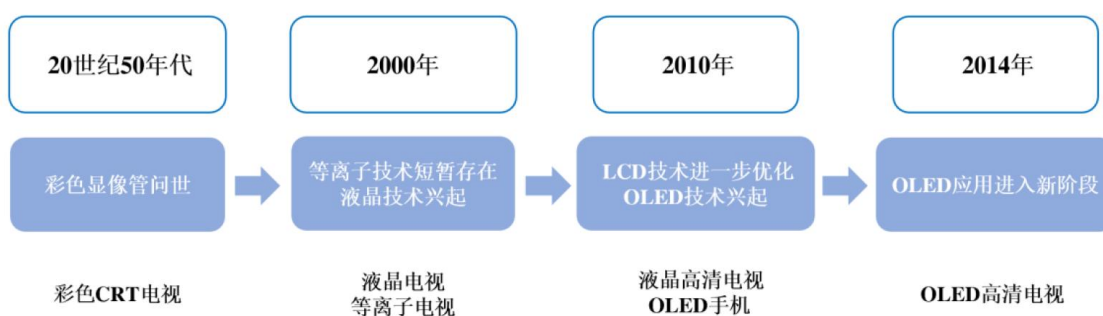 20世纪50年代
2000年
2010年
2014年
彩色显像管问世
等离子技术短暂存在
液晶技术兴起
LCD技术进一步优化
OLED技术兴起
OLED应用进入新阶段
彩色CRT电视
液晶电视
等离子电视
液晶高清电视
OLED手机
OLED高清电视